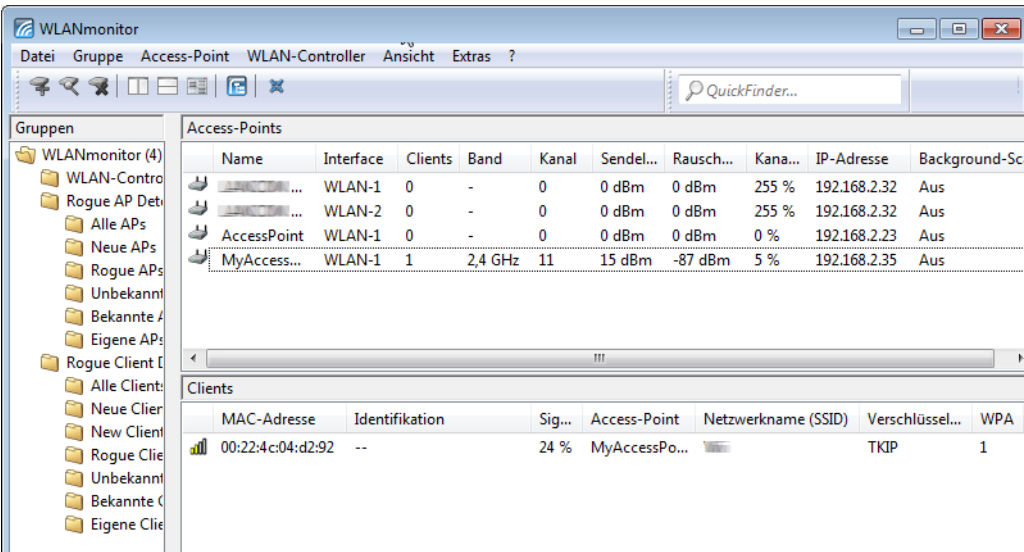 WLANmonitor
Datei Gruppe Access-Point WLAN-Controller Ansicht Extras ?
QuickFinder...
Gruppen
WLANmonitor (4)
WLAN-Contro
Rogue AP Det
Alle APs
Neue APs
Rogue APs
Unbekannt
Bekannte A
Eigene APs
Rogue Client D
Alle Clients
Neue Clien
New Client
Rogue Clie
Unbekannt
Bekannte C
Eigene Clie
Access-Points
Name Interface Clients Band Kanal Sendel... Rausch... Kana... IP-Adresse Background-Sc
... WLAN-1 0 - 0 0 dBm 0 dBm 255 % 192.168.2.32 Aus
... WLAN-2 0 - 0 0 dBm 0 dBm 255 % 192.168.2.32 Aus
AccessPoint WLAN-1 0 - 0 0 dBm 0 dBm 0 % 192.168.2.23 Aus
MyAccess... WLAN-1 1 2,4 GHz 11 15 dBm -87 dBm 5 % 192.168.2.35 Aus
Clients
MAC-Adresse Identifikation Sig... Access-Point Netzwerkname (SSID) Verschlüssel... WPA
00:22:4c:04:d2:92 -- 24 % MyAccessPo... TKIP 1